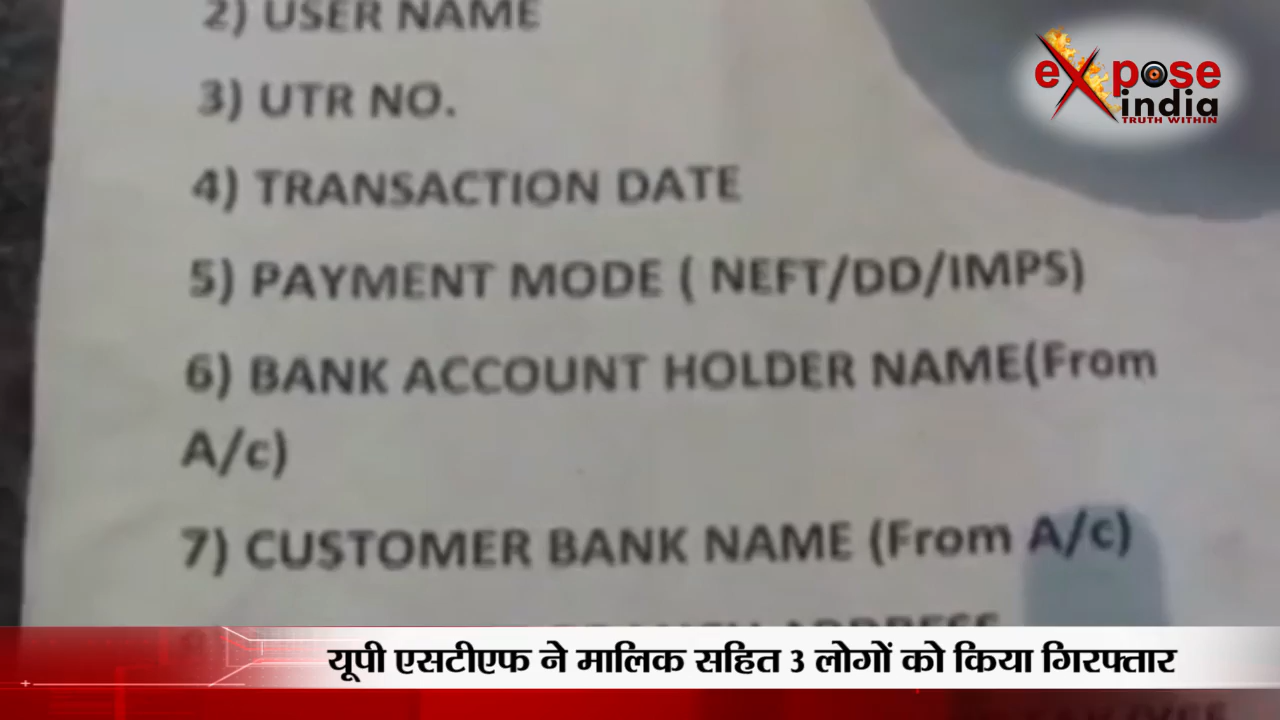 2) USER NAME
expose
india
TRUTH WITHIN
3) UTR NO.
4) TRANSACTION DATE
5) PAYMENT MODE ( NEFT/DD/IMPS)
6) BANK ACCOUNT HOLDER NAME(From
A/c)
7) CUSTOMER BANK NAME (From A/c)
ADDRESS
यूपी एसटीएफ ने मालिक सहित 3 लोगों को किया गिरफ्तार